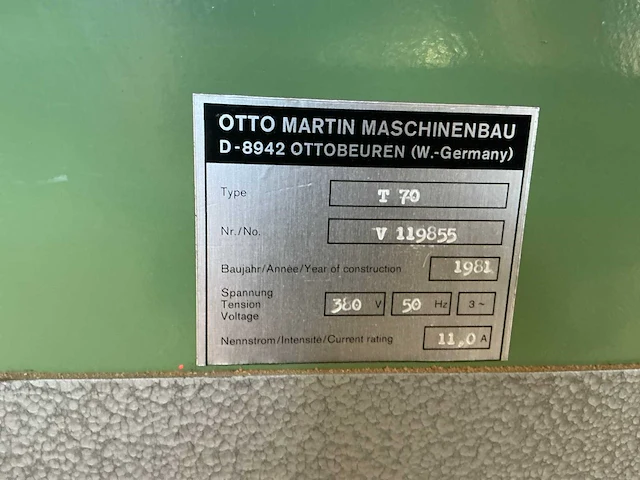 OTTO MARTIN MASCHINENBAU
D-8942 OTTOBEUREN (W.-Germany)
Type T 70
Nr./No. V 119855
Baujahr/Année/Year of construction 1981
Spannung
Tension 380 V 50 Hz 3~
Voltage
Nennstrom/Intensité/Current rating 11,0 A